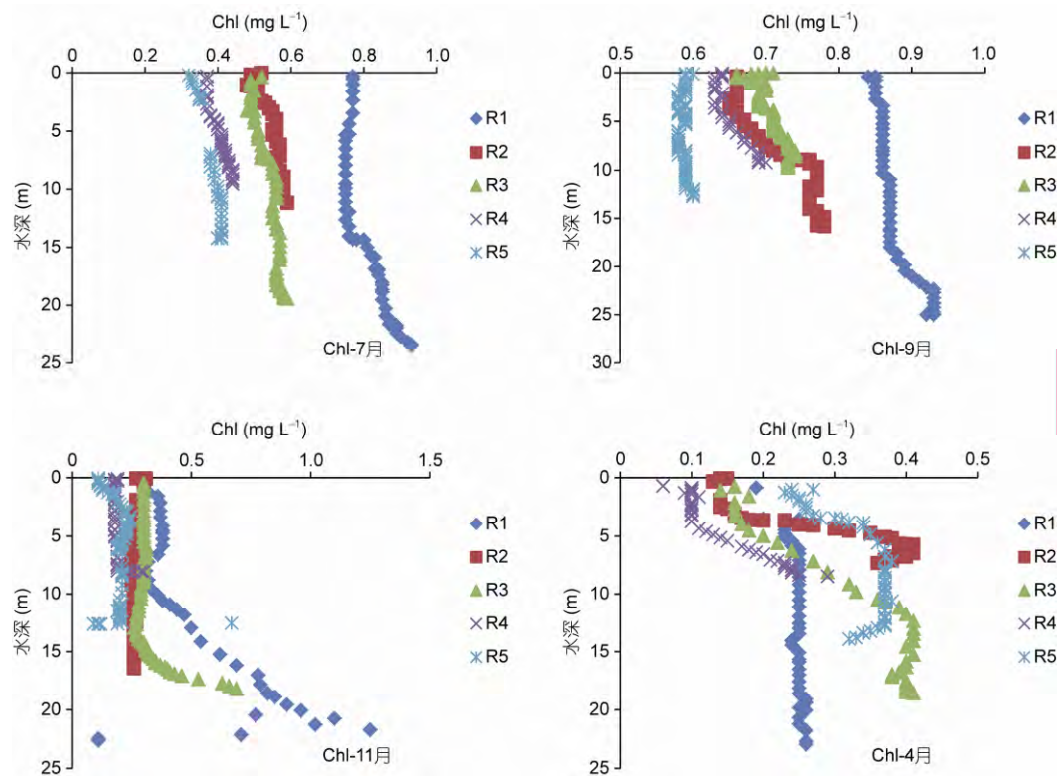 Chl (mg L⁻¹)
0 0.2 0.4 0.6 0.8 1.0
0
5
10
15
20
25
水深 (m)
R1
R2
R3
R4
R5
Chl-7月
Chl (mg L⁻¹)
0.5 0.6 0.7 0.8 0.9 1.0
0
5
10
15
20
25
30
水深 (m)
R1
R2
R3
R4
R5
Chl-9月
Chl (mg L⁻¹)
0 0.5 1.0 1.5
0
5
10
15
20
25
水深 (m)
R1
R2
R3
R4
R5
Chl-11月
Chl (mg L⁻¹)
0 0.1 0.2 0.3 0.4 0.5
0
5
10
15
20
25
水深 (m)
R1
R2
R3
R4
R5
Chl-4月